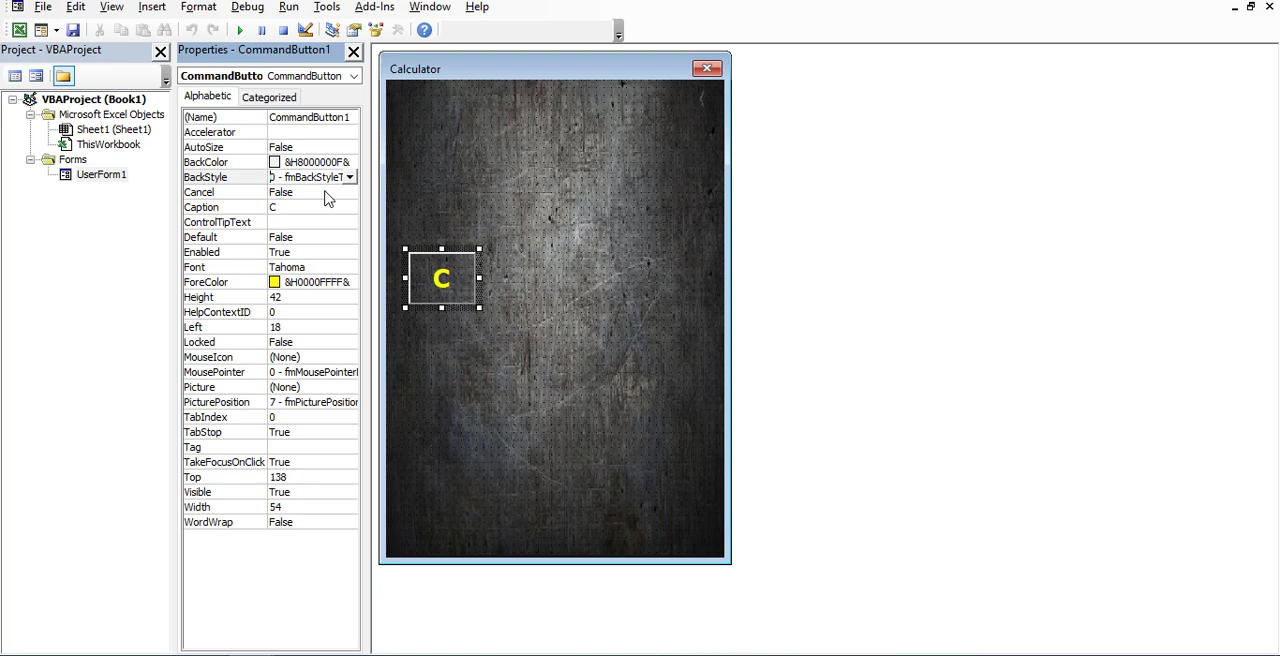 File Edit View Insert Format Debug Run Tools Add-Ins Window Help
Project - VBAProject
VBAProject (Book1)
Microsoft Excel Objects
Sheet1 (Sheet1)
ThisWorkbook
Forms
UserForm1
Properties - CommandButton1
CommandButto CommandButton
Alphabetic Categorized
(Name) CommandButton1
Accelerator
AutoSize False
BackColor &H8000000F&
BackStyle 0 - fmBackStyleT
Cancel False
Caption C
ControlTipText
Default False
Enabled True
Font Tahoma
ForeColor &H0000FFFF&
Height 42
HelpContextID 0
Left 18
Locked False
MouseIcon (None)
MousePointer 0 - fmMousePointerI
Picture (None)
PicturePosition 7 - fmPicturePosition
TabIndex 0
TabStop True
Tag
TakeFocusOnClick True
Top 138
Visible True
Width 54
WordWrap False
Calculator
C